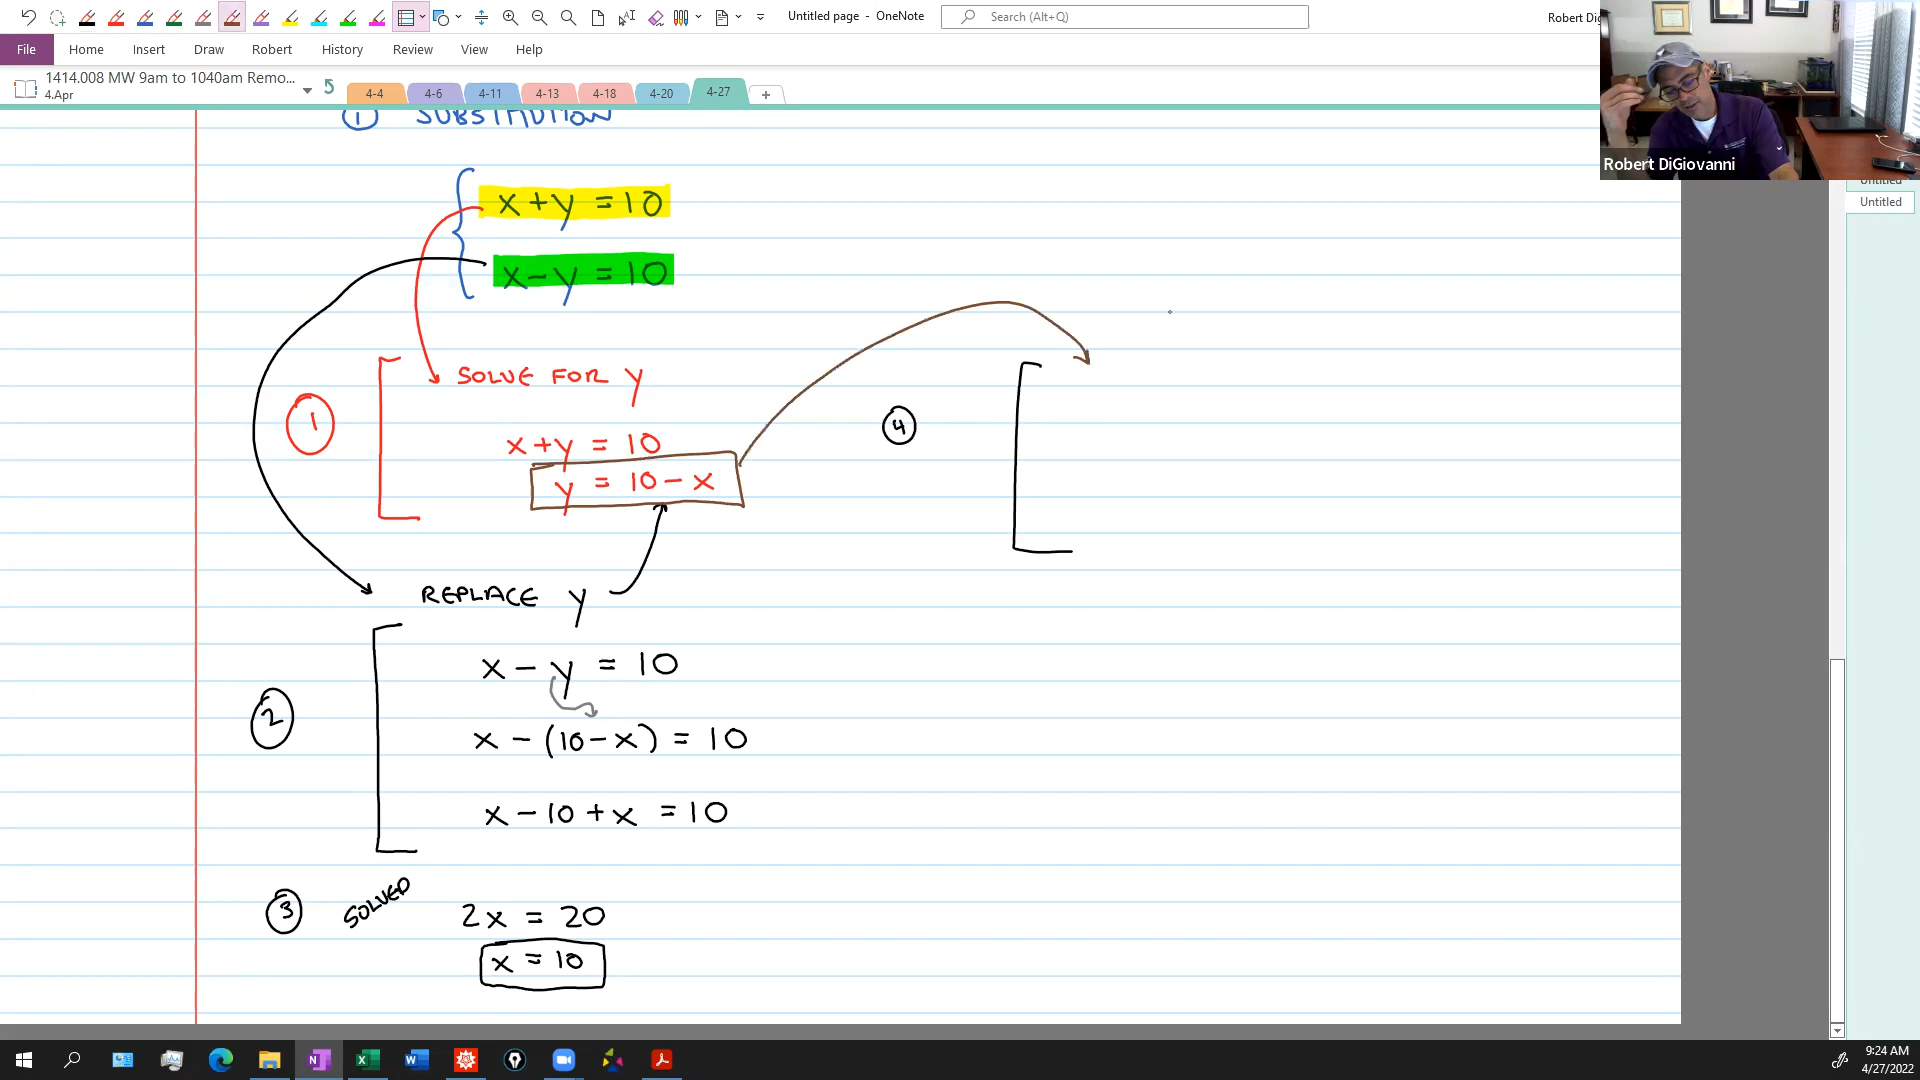 Untitled page - OneNote
Search (Alt+Q)
Robert Dig
File
Home
Insert
Draw
Robert
History
Review
View
Help
1414.008 MW 9am to 1040am Remo...
4.Apr
4-4
4-6
4-11
4-13
4-18
4-20
4-27
Robert DiGiovanni
Untitled
Untitled
① SUBSTITUTION
x+y = 10
x-y = 10
1
SOLVE FOR y
x+y = 10
y = 10-x
4
REPLACE y
2
x - y = 10
x - (10-x) = 10
x - 10 + x = 10
3
SOLVED
2x = 20
x = 10
9:24 AM
4/27/2022